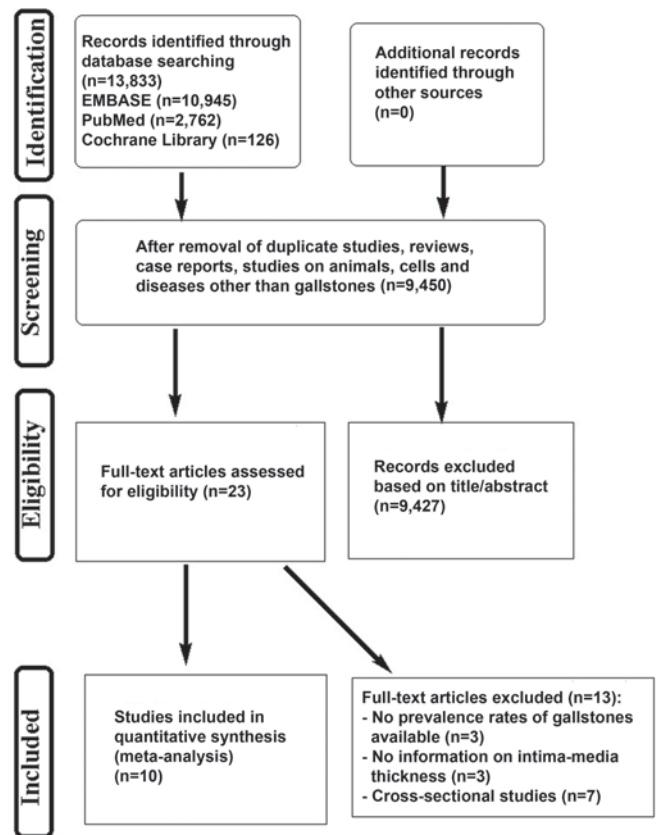 Identification
Records identified through
database searching
(n=13,833)
EMBASE (n=10,945)
PubMed (n=2,762)
Cochrane Library (n=126)
Additional records
identified through
other sources
(n=0)
Screening
After removal of duplicate studies, reviews,
case reports, studies on animals, cells and
diseases other than gallstones (n=9,450)
Eligibility
Full-text articles assessed
for eligibility (n=23)
Records excluded
based on title/abstract
(n=9,427)
Included
Studies included in
quantitative synthesis
(meta-analysis)
(n=10)
Full-text articles excluded (n=13):
- No prevalence rates of gallstones
available (n=3)
- No information on intima-media
thickness (n=3)
- Cross-sectional studies (n=7)